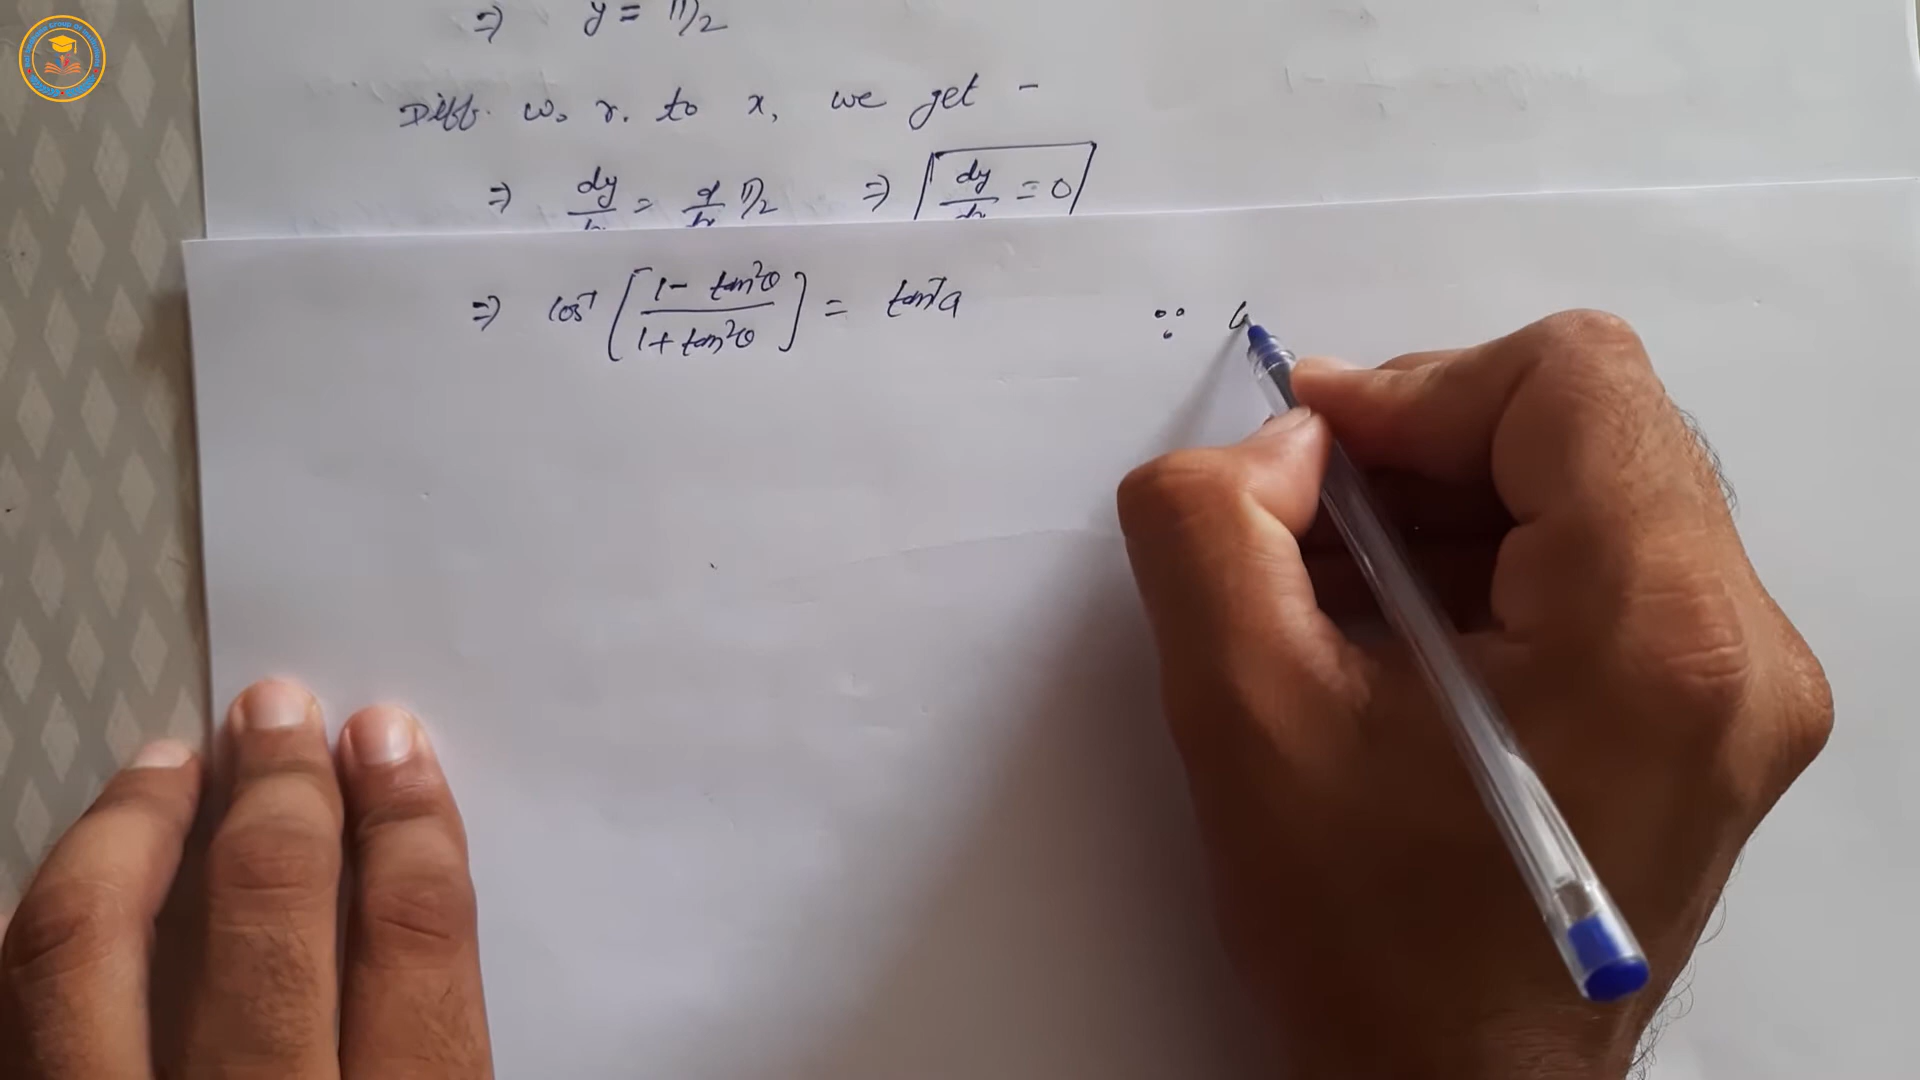 ⇒ y = π/2
Diff. w. r. to x, we get -
⇒ dy/dx = d/dx π/2 ⇒ dy/dx = 0
⇒ cos⁻¹ [ (1 - tan²θ) / (1 + tan²θ) ] = tan⁻¹a ∵